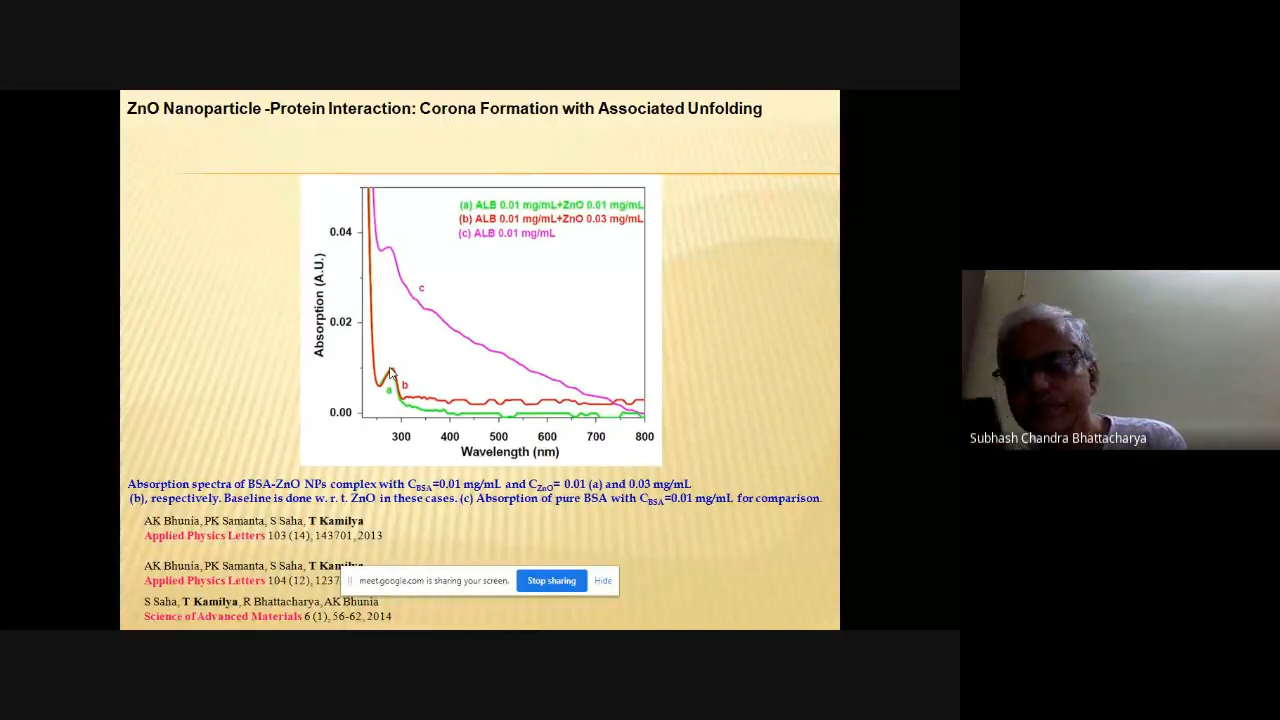 ZnO Nanoparticle -Protein Interaction: Corona Formation with Associated Unfolding
(a) ALB 0.01 mg/mL+ZnO 0.01 mg/mL
(b) ALB 0.01 mg/mL+ZnO 0.03 mg/mL
(c) ALB 0.01 mg/mL
0.04
0.02
0.00
Absorption (A.U.)
c
b
a
300 400 500 600 700 800
Wavelength (nm)
Absorption spectra of BSA-ZnO NPs complex with CBSA=0.01 mg/mL and CZnO= 0.01 (a) and 0.03 mg/mL
(b), respectively. Baseline is done w. r. t. ZnO in these cases. (c) Absorption of pure BSA with CBSA=0.01 mg/mL for comparison.
AK Bhunia, PK Samanta, S Saha, T Kamilya
Applied Physics Letters 103 (14), 143701, 2013
AK Bhunia, PK Samanta, S Saha, T Kamilya
Applied Physics Letters 104 (12), 1237
meet.google.com is sharing your screen. Stop sharing Hide
S Saha, T Kamilya, R Bhattacharya, AK Bhunia
Science of Advanced Materials 6 (1), 56-62, 2014
Subhash Chandra Bhattacharya